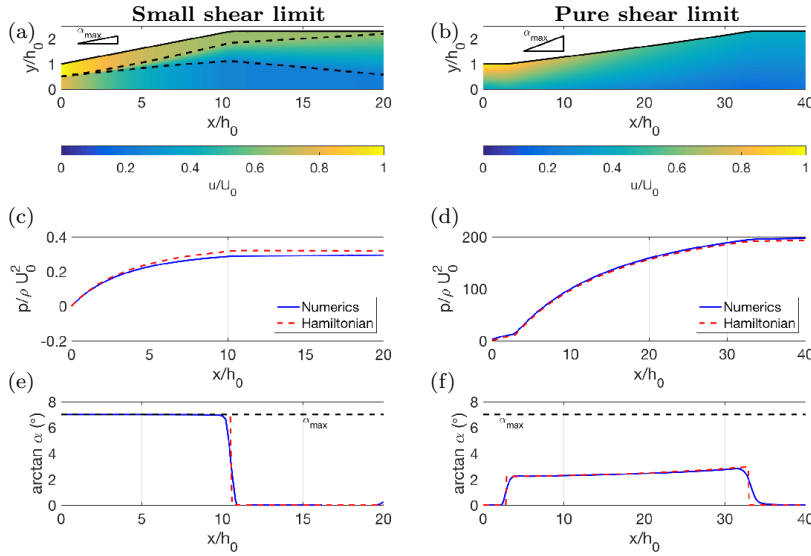 Small shear limit
Pure shear limit
(a)
α_max
y/h_0
2
1
0
0 5 10 15 20
x/h_0
(b)
α_max
y/h_0
2
1
0
0 10 20 30 40
x/h_0
0 0.2 0.4 0.6 0.8 1
u/U_0
0 0.2 0.4 0.6 0.8 1
u/U_0
(c)
p/ρ U_0^2
0.4
0.2
0
-0.2
Numerics
Hamiltonian
0 5 10 15 20
x/h_0
(d)
p/ρ U_0^2
200
100
0
Numerics
Hamiltonian
0 10 20 30 40
x/h_0
(e)
arctan α (°)
8
6
4
2
0
α_max
0 5 10 15 20
x/h_0
(f)
arctan α (°)
8
6
4
2
0
α_max
0 10 20 30 40
x/h_0